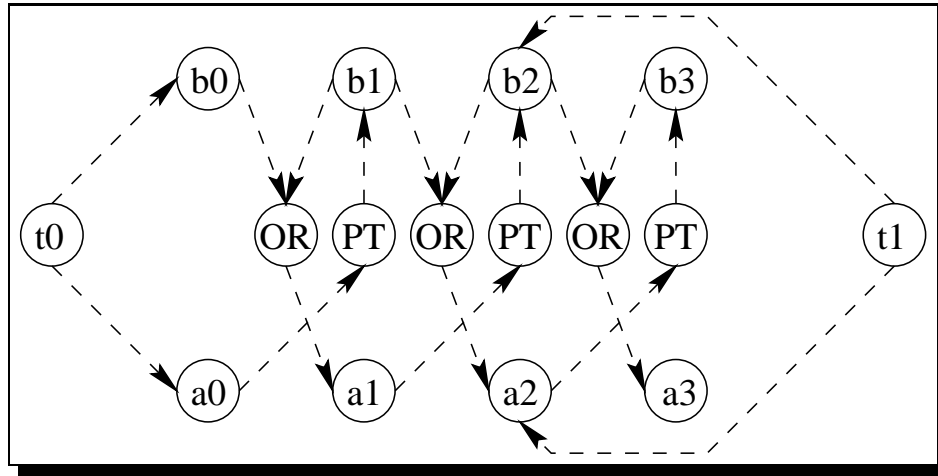 b0 b1 b2 b3
t0 OR PT OR PT OR PT t1
a0 a1 a2 a3